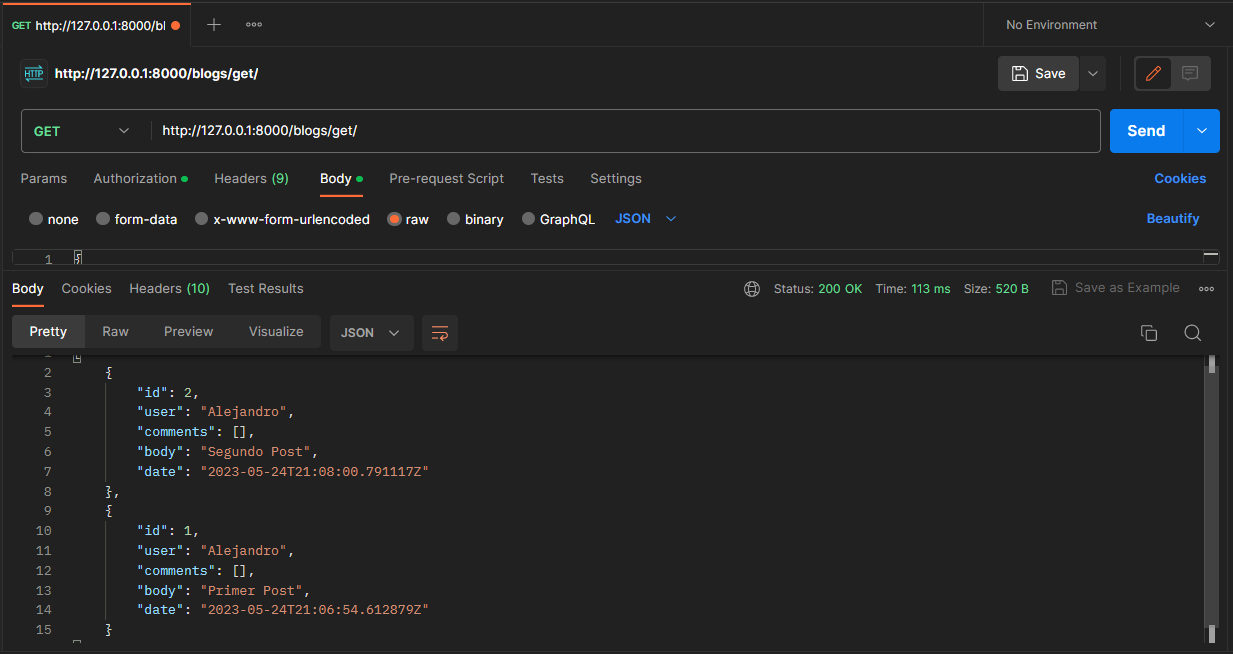 GET http://127.0.0.1:8000/bl
No Environment
HTTP http://127.0.0.1:8000/blogs/get/
Save
GET http://127.0.0.1:8000/blogs/get/
Send
Params Authorization Headers (9) Body Pre-request Script Tests Settings Cookies
none form-data x-www-form-urlencoded raw binary GraphQL JSON Beautify
1 {
Body Cookies Headers (10) Test Results Status: 200 OK Time: 113 ms Size: 520 B Save as Example
Pretty Raw Preview Visualize JSON
2 {
3 "id": 2,
4 "user": "Alejandro",
5 "comments": [],
6 "body": "Segundo Post",
7 "date": "2023-05-24T21:08:00.791117Z"
8 },
9 {
10 "id": 1,
11 "user": "Alejandro",
12 "comments": [],
13 "body": "Primer Post",
14 "date": "2023-05-24T21:06:54.612879Z"
15 }